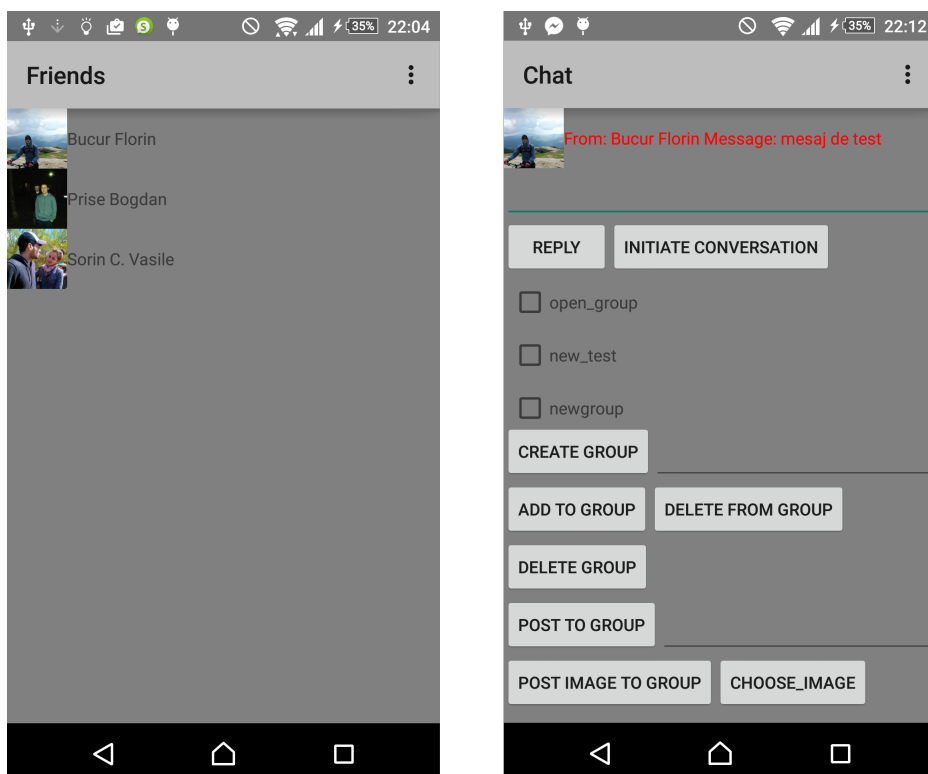 35% 22:04
Friends
Bucur Florin
Prise Bogdan
Sorin C. Vasile
35% 22:12
Chat
From: Bucur Florin Message: mesaj de test
REPLY INITIATE CONVERSATION
open_group
new_test
newgroup
CREATE GROUP
ADD TO GROUP DELETE FROM GROUP
DELETE GROUP
POST TO GROUP
POST IMAGE TO GROUP CHOOSE_IMAGE